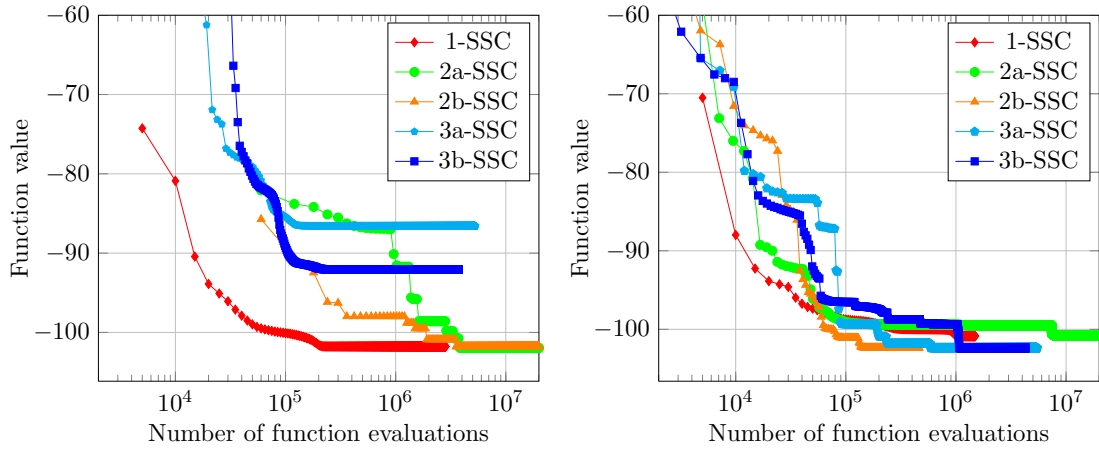 −60
−70
−80
−90
−100
10^4
10^5
10^6
10^7
Number of function evaluations
Function value
1-SSC
2a-SSC
2b-SSC
3a-SSC
3b-SSC
−60
−70
−80
−90
−100
10^4
10^5
10^6
10^7
Number of function evaluations
Function value
1-SSC
2a-SSC
2b-SSC
3a-SSC
3b-SSC